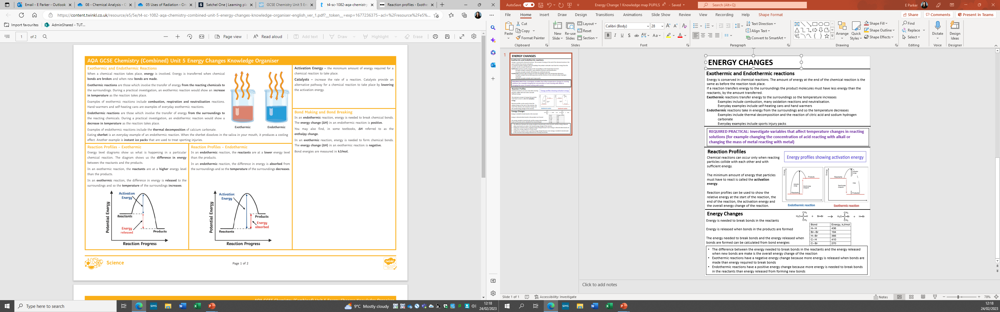 Email - E Parker - Outlook
08 - Chemical Analysis - O
05 Uses of Radiation - On
Satchel One | Learning pla
GCSE Chemistry Unit 5 En
t4-sc-1082-aqa-chemistry
Reaction profiles - Exothe
https://content.twinkl.co.uk/resource/e5/5e/t4-sc-1082-aqa-chemistry-combined-unit-5-energy-changes-knowledge-organiser-english_ver_1.pdf?__token__=exp=1677236375~acl=%2Fresource%2Fe5%...
Import favourites
AdminShared - TUT...
1 of 2
Page view
Read aloud
Add text
Draw
Highlight
Erase
AQA GCSE Chemistry (Combined) Unit 5 Energy Changes Knowledge Organiser
Exothermic and Endothermic Reactions
When a chemical reaction takes place, energy is involved. Energy is transferred when chemical
bonds are broken and when new bonds are made.
Exothermic reactions are those which involve the transfer of energy from the reacting chemicals to
the surroundings. During a practical investigation, an exothermic reaction would show an increase
in temperature as the reaction takes place.
Examples of exothermic reactions include combustion, respiration and neutralisation reactions.
Hand-warmers and self-heating cans are examples of everyday exothermic reactions.
Endothermic reactions are those which involve the transfer of energy from the surroundings to
the reacting chemicals. During a practical investigation, an endothermic reaction would show a
decrease in temperature as the reaction takes place.
Examples of endothermic reactions include the thermal decomposition of calcium carbonate.
Eating sherbet is an everyday example of an endothermic reaction. When the sherbet dissolves in the saliva in your mouth, it produces a cooling
effect. Another example is instant ice packs that are used to treat sporting injuries.
Exothermic
Endothermic
Activation Energy – the minimum amount of energy required for a
chemical reaction to take place.
Catalysts – increase the rate of a reaction. Catalysts provide an
alternative pathway for a chemical reaction to take place by lowering
the activation energy.
Bond Making and Bond Breaking
In an endothermic reaction, energy is needed to break chemical bonds.
The energy change (ΔH) in an endothermic reaction is positive.
You may also find, in some textbooks, ΔH referred to as the
enthalpy change.
In an exothermic reaction, energy is needed to form chemical bonds.
The energy change (ΔH) in an exothermic reaction is negative.
Bond energies are measured in kJ/mol.
Reaction Profiles – Exothermic
Energy level diagrams show us what is happening in a particular
chemical reaction. The diagram shows us the difference in energy
between the reactants and the products.
In an exothermic reaction, the reactants are at a higher energy level
than the products.
In an exothermic reaction, the difference in energy is released to the
surroundings and so the temperature of the surroundings increases.
Potential Energy
Activation
Energy
Reactants
Energy
released
Products
Reaction Progress
Reaction Profiles – Endothermic
In an endothermic reaction, the reactants are at a lower energy level
than the products.
In an endothermic reaction, the difference in energy is absorbed from
the surroundings and so the temperature of the surroundings decreases.
Potential Energy
Activation
Energy
Products
Energy
absorbed
Reactants
Reaction Progress
Science
Page 1 of 2
twinkl
Type here to search
SIMS
9°C Mostly cloudy
12:18
24/02/2023
AutoSave
Energy Change 1 Knowledge map PUPILS
- Saved
Search (Alt+Q)
E Parker
File
Home
Insert
Draw
Design
Transitions
Animations
Slide Show
Review
View
Recording
Help
Shape Format
Share
Comments
Present in Teams
Paste
Cut
Copy
Format Painter
Clipboard
New
Slide
Re-use
Slides
Layout
Reset
Section
Slides
Calibri (Body)
28
Font
Text Direction
Align Text
Convert to SmartArt
Paragraph
Arrange
Quick
Styles
Shape Fill
Shape Outline
Shape Effects
Drawing
Find
Replace
Select
Editing
Dictate
Voice
Design
Ideas
Designer
1
ENERGY CHANGES
Exothermic and Endothermic reactions
Energy is conserved in chemical reactions. The amount of energy at the end of the chemical reaction is the
same as before the reaction took place.
If a reaction transfers energy to the surroundings the product molecules must have less energy than the
reactants, by the amount transferred.
Exothermic reactions transfer energy to the surroundings so the temperature increases
Examples include combustion, many oxidation reactions and neutralisation.
Everyday examples include self-heating cans and hand warmers
Endothermic reactions take in energy from the surroundings and so the temperature decreases
Examples include thermal decomposition and the reaction of citric acid and sodium hydrogen
carbonate
Everyday examples include sports injury packs
REQUIRED PRACTICAL: Investigate variables that affect temperature changes in reacting
solutions (for example changing the concentration of acid reacting with alkali or
changing the mass of metal reacting with metal)
Reaction Profiles
Chemical reactions can occur only when reacting
particles collide with each other and with
sufficient energy.
The minimum amount of energy that particles
must have to react is called the activation
energy.
Reaction profiles can be used to show the
relative energy at the start of the reaction, the
end of the reaction, the activation energy and
the overall energy change of the reaction.
Energy profiles showing activation energy
Products
Reactants
Endothermic reaction
Reactants
Products
Exothermic reaction
Energy Changes
Energy is needed to break bonds in the reactants
Energy is released when bonds in the products are formed
The energy needed to break bonds and the energy released when
bonds are formed can be calculated from bond energies
Bond Energy, kJ/mol
H–H 436
Br–Br 194
H–Br 366
C–H 410
C–Br 270
• The difference between the energy needed to break bonds in the reactants and the energy released
when new bonds are make is the overall energy change of the reaction
• Exothermic reactions have a negative energy change because more energy is released when bonds are
made than energy required to break bonds
• Endothermic reactions have a positive energy change because more energy is needed to break bonds
in the reactants than energy released from forming new bonds
Click to add notes
Slide 1 of 1
Accessibility: Investigate
Notes
78%
SIMS
12:18
24/02/2023